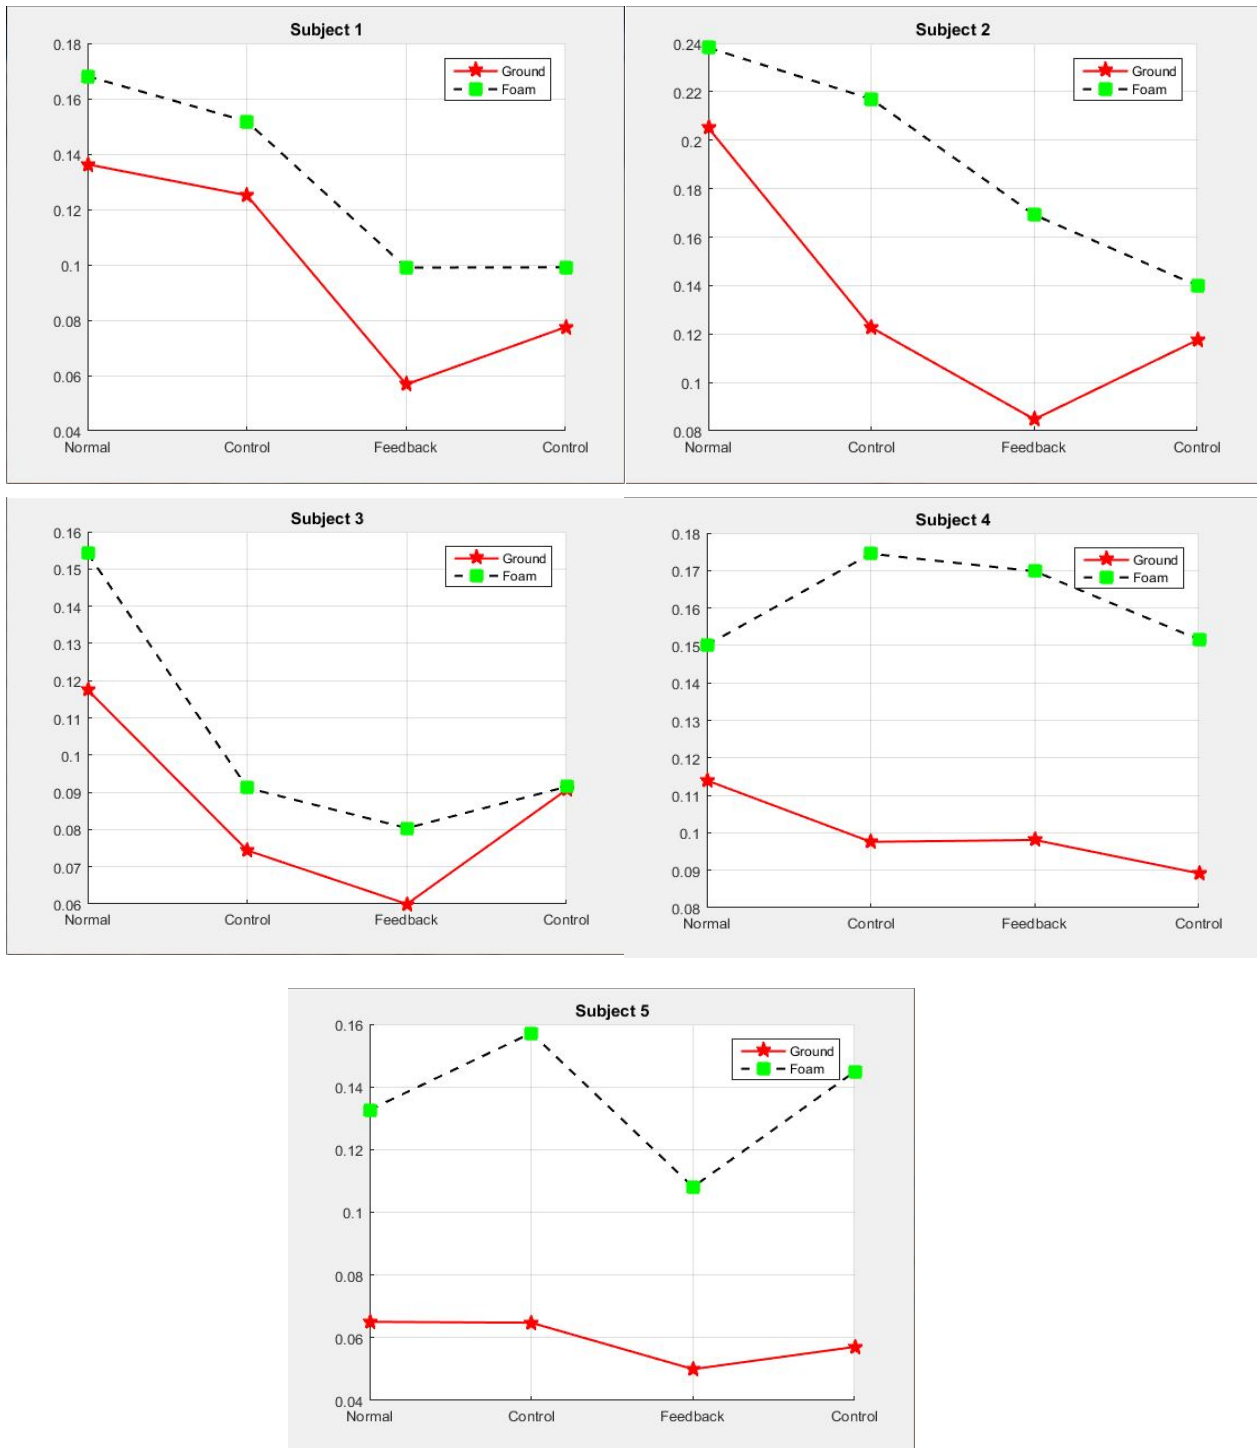 Subject 1
Ground
Foam
0.18
0.16
0.14
0.12
0.1
0.08
0.06
0.04
Normal Control Feedback Control
Subject 2
Ground
Foam
0.24
0.22
0.2
0.18
0.16
0.14
0.12
0.1
0.08
Normal Control Feedback Control
Subject 3
Ground
Foam
0.16
0.15
0.14
0.13
0.12
0.11
0.1
0.09
0.08
0.07
0.06
Normal Control Feedback Control
Subject 4
Ground
Foam
0.18
0.17
0.16
0.15
0.14
0.13
0.12
0.11
0.1
0.09
0.08
Normal Control Feedback Control
Subject 5
Ground
Foam
0.16
0.14
0.12
0.1
0.08
0.06
0.04
Normal Control Feedback Control